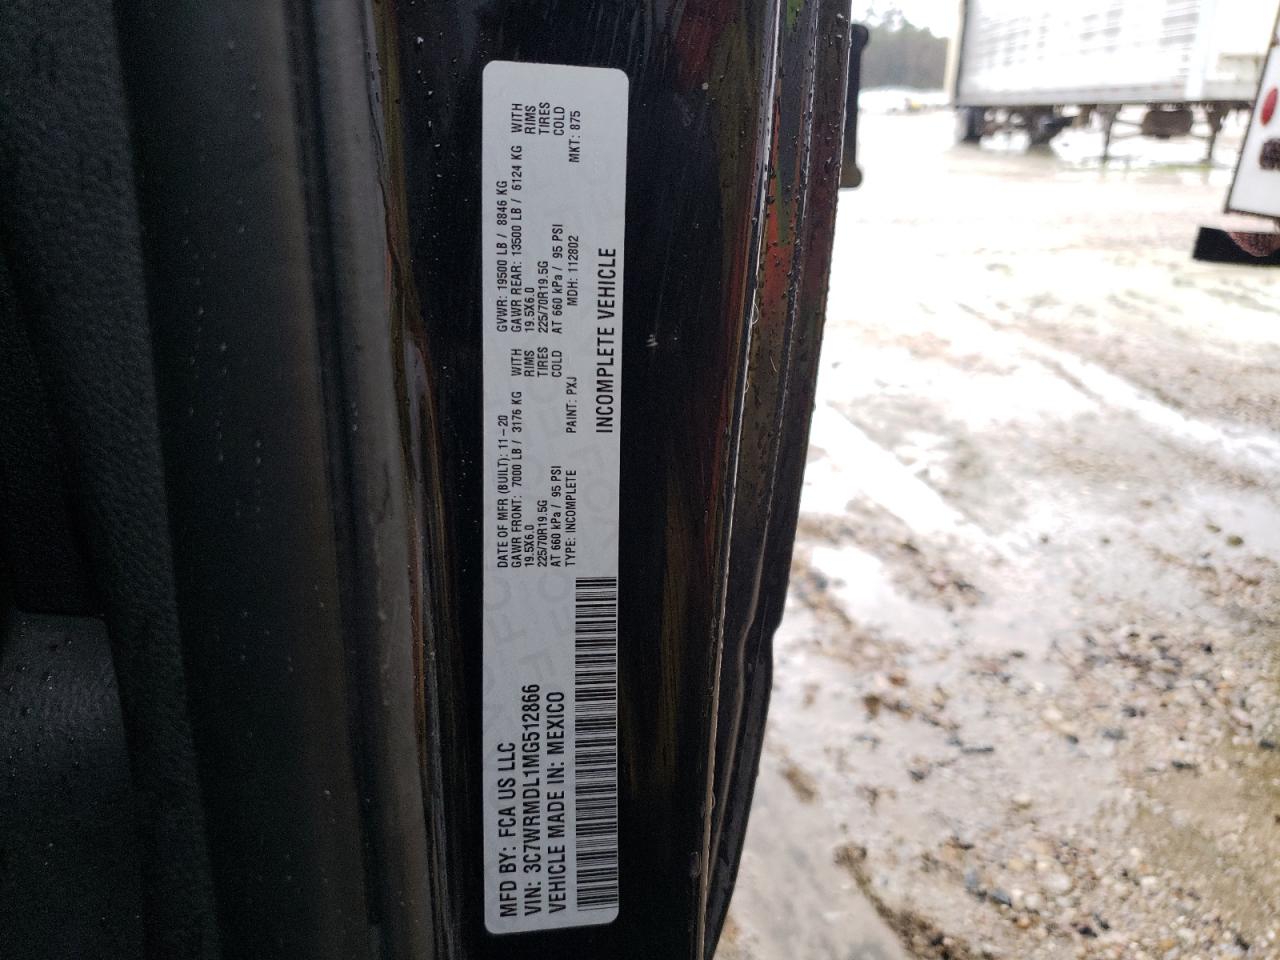 MFD BY: FCA US LLC
VIN: 3C7WRMDL1MG512866
VEHICLE MADE IN: MEXICO
DATE OF MFR (BUILT): 11-20 GVWR: 19500 LB / 8846 KG
GAWR FRONT: 7000 LB / 3176 KG WITH GAWR REAR: 13500 LB / 6124 KG WITH
19.5X6.0 RIMS 19.5X6.0 RIMS
225/70R19.5G TIRES 225/70R19.5G TIRES
AT 660 kPa / 95 PSI COLD AT 660 kPa / 95 PSI COLD
TYPE: INCOMPLETE PAINT: PXJ MDH: 112802 MKT: 875
INCOMPLETE VEHICLE